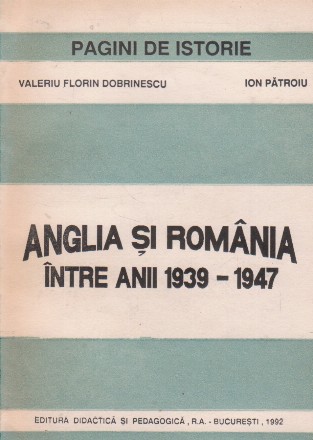 PAGINI DE ISTORIE
VALERIU FLORIN DOBRINESCU ION PĂTROIU
ANGLIA ȘI ROMÂNIA
ÎNTRE ANII 1939 - 1947
EDITURA DIDACTICĂ ȘI PEDAGOGICĂ, R.A. - BUCUREȘTI, 1992